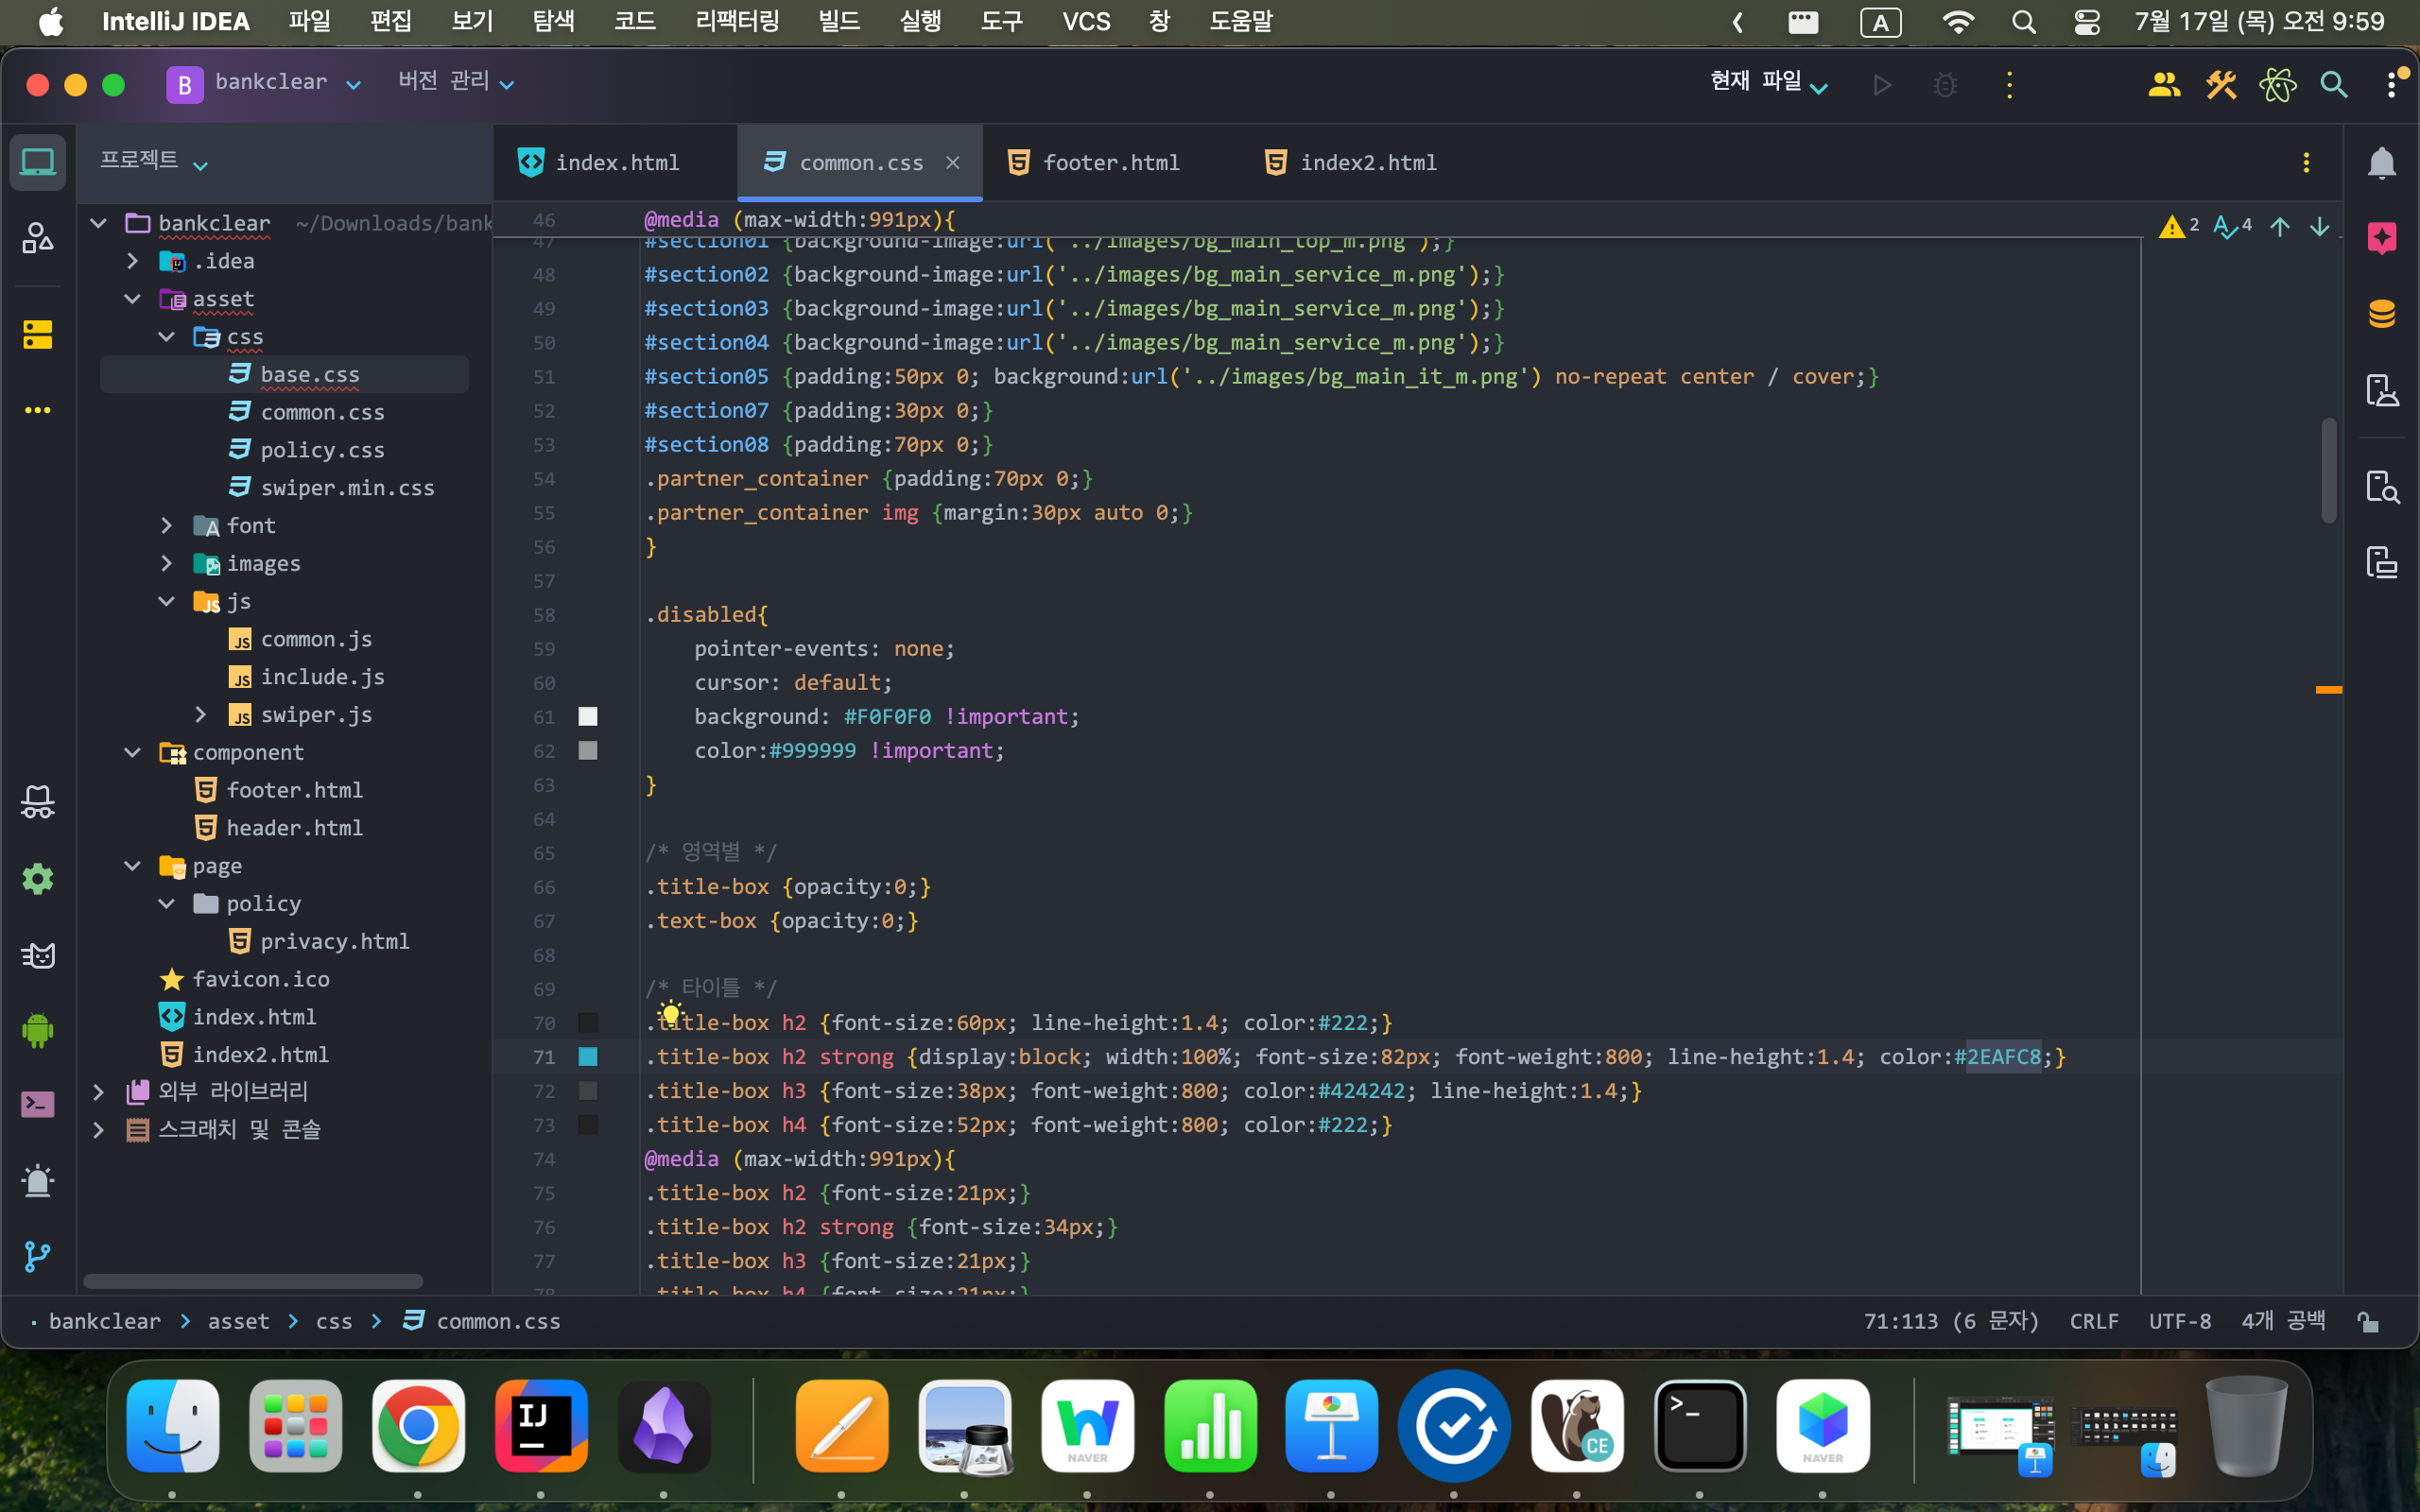 IntelliJ IDEA 파일 편집 보기 탐색 코드 리팩터링 빌드 실행 도구 VCS 창 도움말 A 7월 17일 (목) 오전 9:59
B bankclear 버전 관리 현재 파일
프로젝트
index.html common.css footer.html index2.html
bankclear ~/Downloads/bank
.idea
asset
css
base.css
common.css
policy.css
swiper.min.css
font
images
js
common.js
include.js
swiper.js
component
footer.html
header.html
page
policy
privacy.html
favicon.ico
index.html
index2.html
외부 라이브러리
스크래치 및 콘솔
2 4
46 @media (max-width:991px){
47 #section01 {background-image:url('../images/bg_main_top_m.png');}
48 #section02 {background-image:url('../images/bg_main_service_m.png');}
49 #section03 {background-image:url('../images/bg_main_service_m.png');}
50 #section04 {background-image:url('../images/bg_main_service_m.png');}
51 #section05 {padding:50px 0; background:url('../images/bg_main_it_m.png') no-repeat center / cover;}
52 #section07 {padding:30px 0;}
53 #section08 {padding:70px 0;}
54 .partner_container {padding:70px 0;}
55 .partner_container img {margin:30px auto 0;}
56 }
57
58 .disabled{
59 pointer-events: none;
60 cursor: default;
61 background: #F0F0F0 !important;
62 color:#999999 !important;
63 }
64
65 /* 영역별 */
66 .title-box {opacity:0;}
67 .text-box {opacity:0;}
68
69 /* 타이틀 */
70 .title-box h2 {font-size:60px; line-height:1.4; color:#222;}
71 .title-box h2 strong {display:block; width:100%; font-size:82px; font-weight:800; line-height:1.4; color:#2EAFC8;}
72 .title-box h3 {font-size:38px; font-weight:800; color:#424242; line-height:1.4;}
73 .title-box h4 {font-size:52px; font-weight:800; color:#222;}
74 @media (max-width:991px){
75 .title-box h2 {font-size:21px;}
76 .title-box h2 strong {font-size:34px;}
77 .title-box h3 {font-size:21px;}
78 .title-box h4 {font-size:21px;}
bankclear asset css common.css 71:113 (6 문자) CRLF UTF-8 4개 공백
IJ
NAVER
CE
>_
NAVER